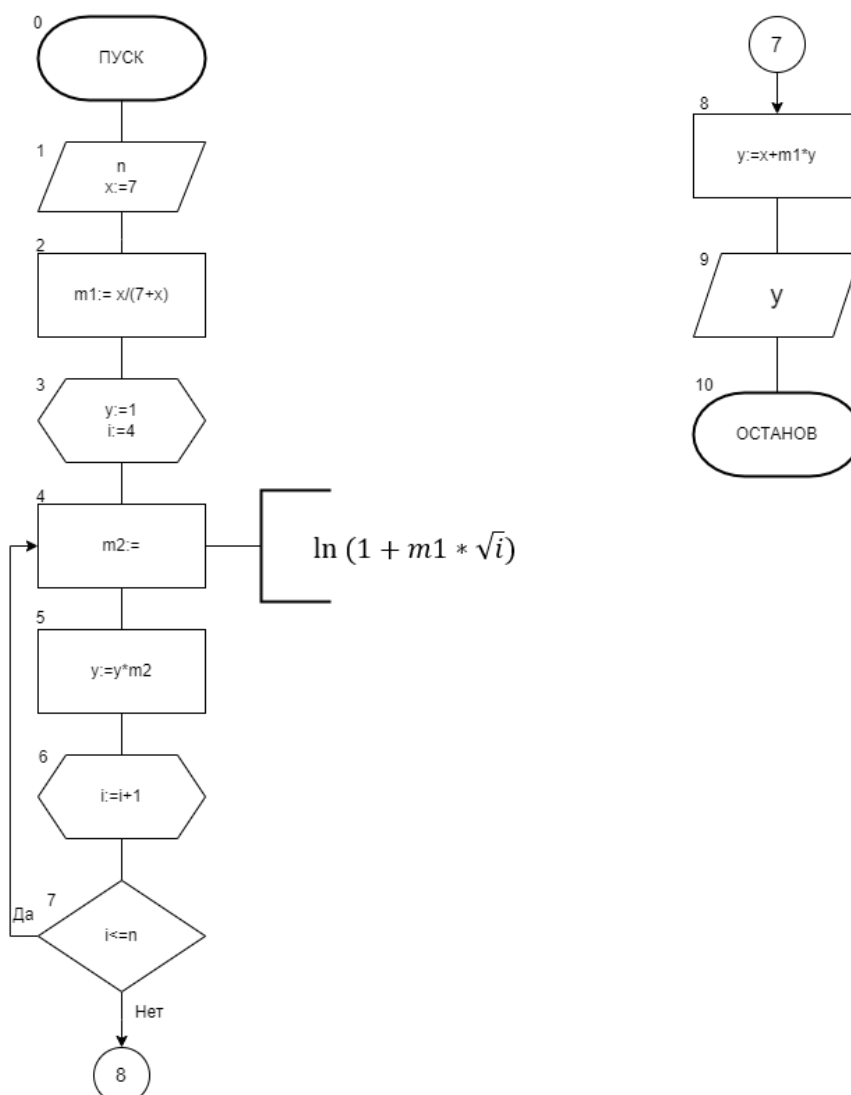 0
ПУСК
1
n
x:=7
2
m1:= x/(7+x)
3
y:=1
i:=4
4
m2:=
ln (1 + m1 * √i)
5
y:=y*m2
6
i:=i+1
7
i<=n
Да
Нет
8
7
8
y:=x+m1*y
9
y
10
ОСТАНОВ